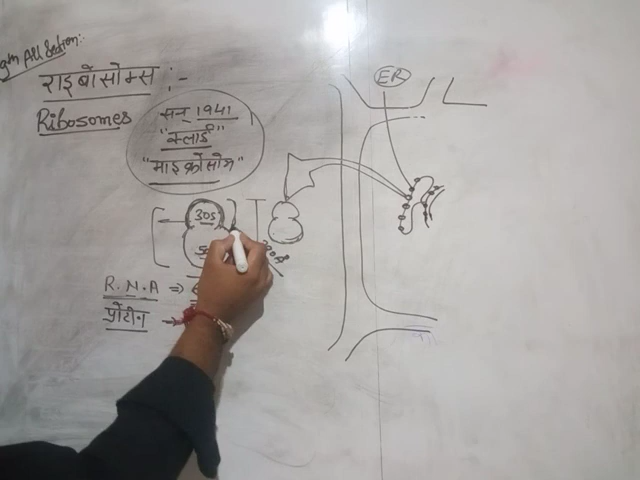 All Section:-
राइबोसोम्स :-
Ribosomes
सन् 1941
"क्लार्ड"
"माइक्रोसोम"
ER
30S
R.N.A ⇒
प्रोटीन →